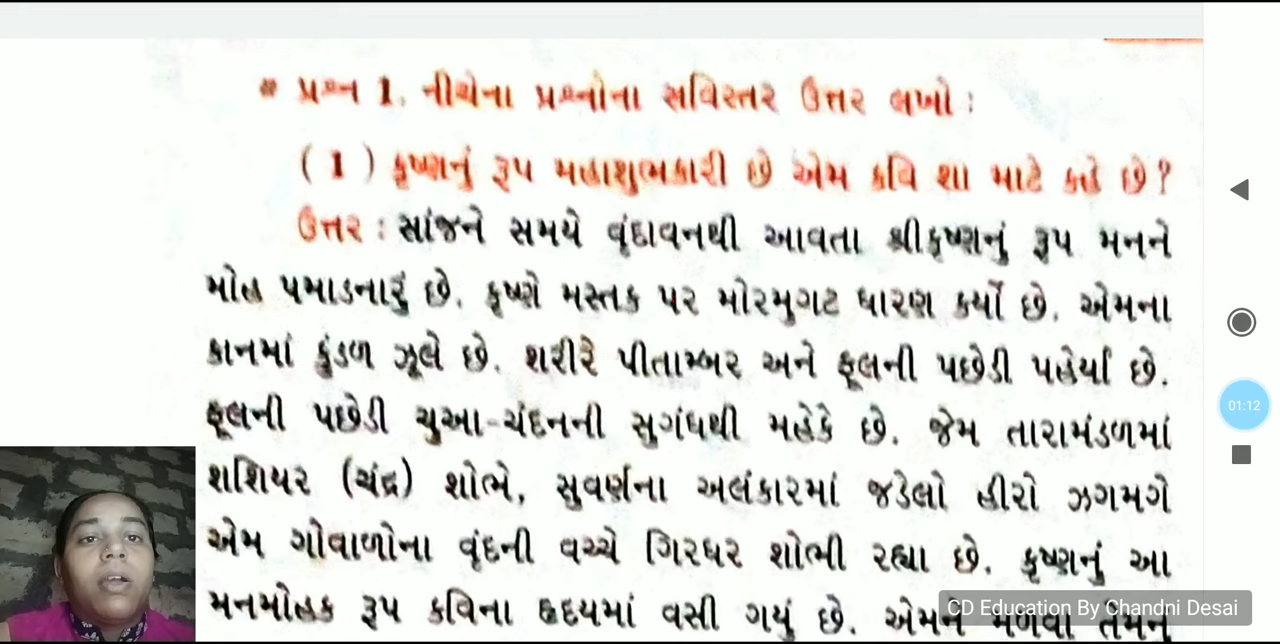 * પ્રશ્ન 1. નીચેના પ્રશ્નોના સવિસ્તર ઉત્તર લખો :
( 1 ) કૃષ્ણનું રૂપ મહાશુભકારી છે એમ કવિ શા માટે કહે છે ?
ઉત્તર : સાંજને સમયે વૃંદાવનથી આવતા શ્રીકૃષ્ણનું રૂપ મનને
મોહ પમાડનારું છે. કૃષ્ણે મસ્તક પર મોરમુગટ ધારણ કર્યો છે. એમના
કાનમાં કુંડળ ઝૂલે છે. શરીરે પીતામ્બર અને ફૂલની પછેડી પહેર્યાં છે.
ફૂલની પછેડી ચુઆ-ચંદનની સુગંધથી મહેકે છે. જેમ તારામંડળમાં
શશિયર (ચંદ્ર) શોભે, સુવર્ણના અલંકારમાં જડેલો હીરો ઝગમગે
એમ ગોવાળોના વૃંદની વચ્ચે ગિરધર શોભી રહ્યા છે. કૃષ્ણનું આ
મનમોહક રૂપ કવિના હૃદયમાં વસી ગયું છે. એમને મળવા તેમનું
CD Education By Chandni Desai
01:12